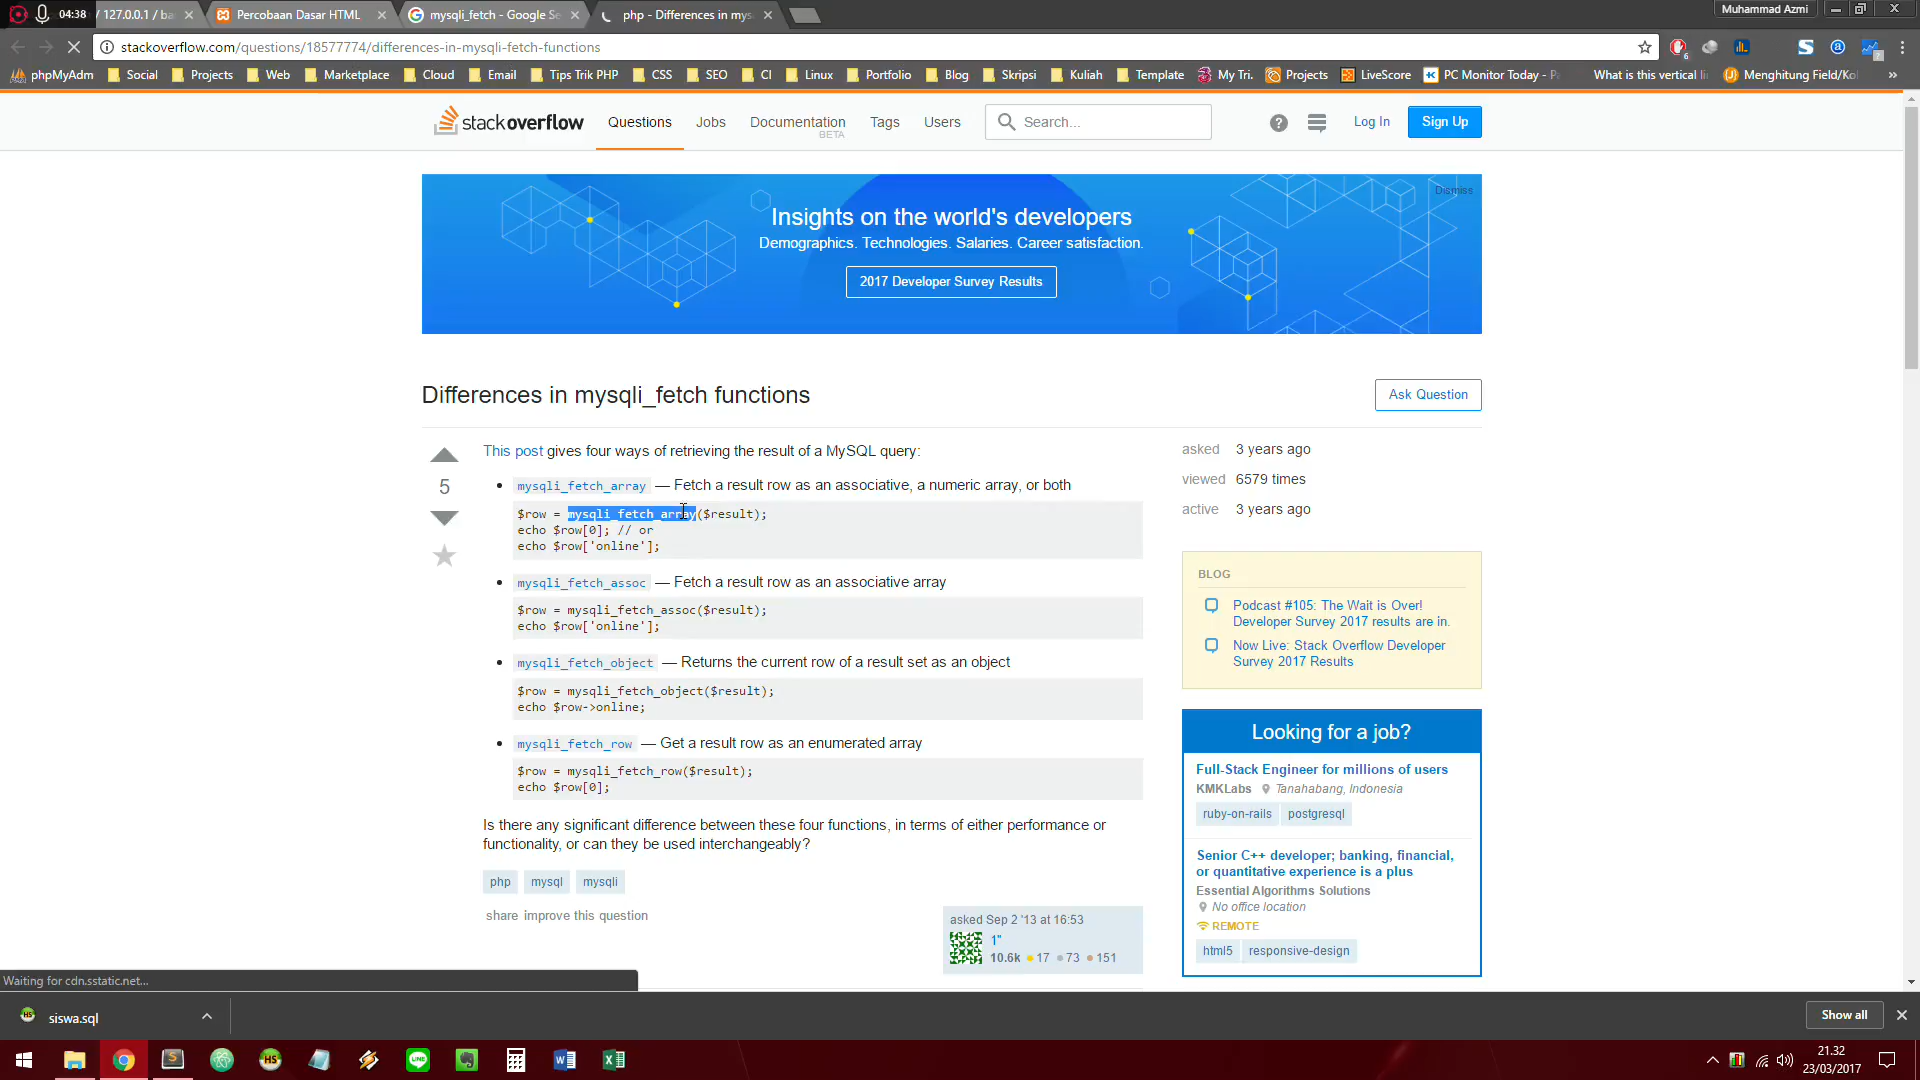 04:38
/ 127.0.0.1 / ba
Percobaan Dasar HTML
mysqli_fetch - Google Se
php - Differences in mys
Muhammad Azmi
stackoverflow.com/questions/18577774/differences-in-mysqli-fetch-functions
6
phpMyAdm
Social
Projects
Web
Marketplace
Cloud
Email
Tips Trik PHP
CSS
SEO
CI
Linux
Portfolio
Blog
Skripsi
Kuliah
Template
My Tri.
Projects
LiveScore
PC Monitor Today - P
What is this vertical li
Menghitung Field/Kol
»
stackoverflow
Questions
Jobs
Documentation
BETA
Tags
Users
Search...
Log In
Sign Up
Dismiss
Insights on the world's developers
Demographics. Technologies. Salaries. Career satisfaction.
2017 Developer Survey Results
Differences in mysqli_fetch functions
Ask Question
5
This post gives four ways of retrieving the result of a MySQL query:
• mysqli_fetch_array — Fetch a result row as an associative, a numeric array, or both
$row = mysqli_fetch_array($result);
echo $row[0]; // or
echo $row['online'];
• mysqli_fetch_assoc — Fetch a result row as an associative array
$row = mysqli_fetch_assoc($result);
echo $row['online'];
• mysqli_fetch_object — Returns the current row of a result set as an object
$row = mysqli_fetch_object($result);
echo $row->online;
• mysqli_fetch_row — Get a result row as an enumerated array
$row = mysqli_fetch_row($result);
echo $row[0];
Is there any significant difference between these four functions, in terms of either performance or
functionality, or can they be used interchangeably?
php mysql mysqli
share improve this question
asked Sep 2 '13 at 16:53
1''
10.6k 17 73 151
asked 3 years ago
viewed 6579 times
active 3 years ago
BLOG
Podcast #105: The Wait is Over!
Developer Survey 2017 results are in.
Now Live: Stack Overflow Developer
Survey 2017 Results
Looking for a job?
Full-Stack Engineer for millions of users
KMKLabs Tanahabang, Indonesia
ruby-on-rails postgresql
Senior C++ developer; banking, financial,
or quantitative experience is a plus
Essential Algorithms Solutions
No office location
REMOTE
html5 responsive-design
Waiting for cdn.sstatic.net...
siswa.sql
Show all
21.32
23/03/2017